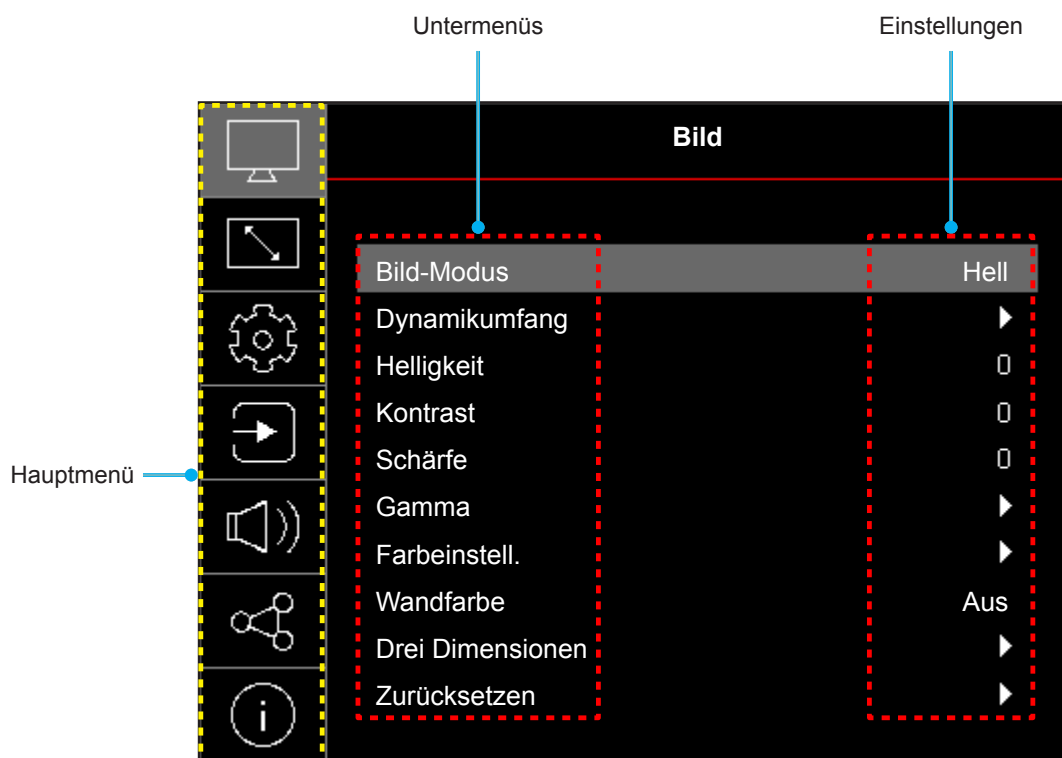 Untermenüs Einstellungen
Bild
Bild-Modus Hell
Dynamikumfang
Helligkeit 0
Kontrast 0
Hauptmenü
Schärfe 0
Gamma
Farbeinstell.
Wandfarbe Aus
Drei Dimensionen
Zurücksetzen
i